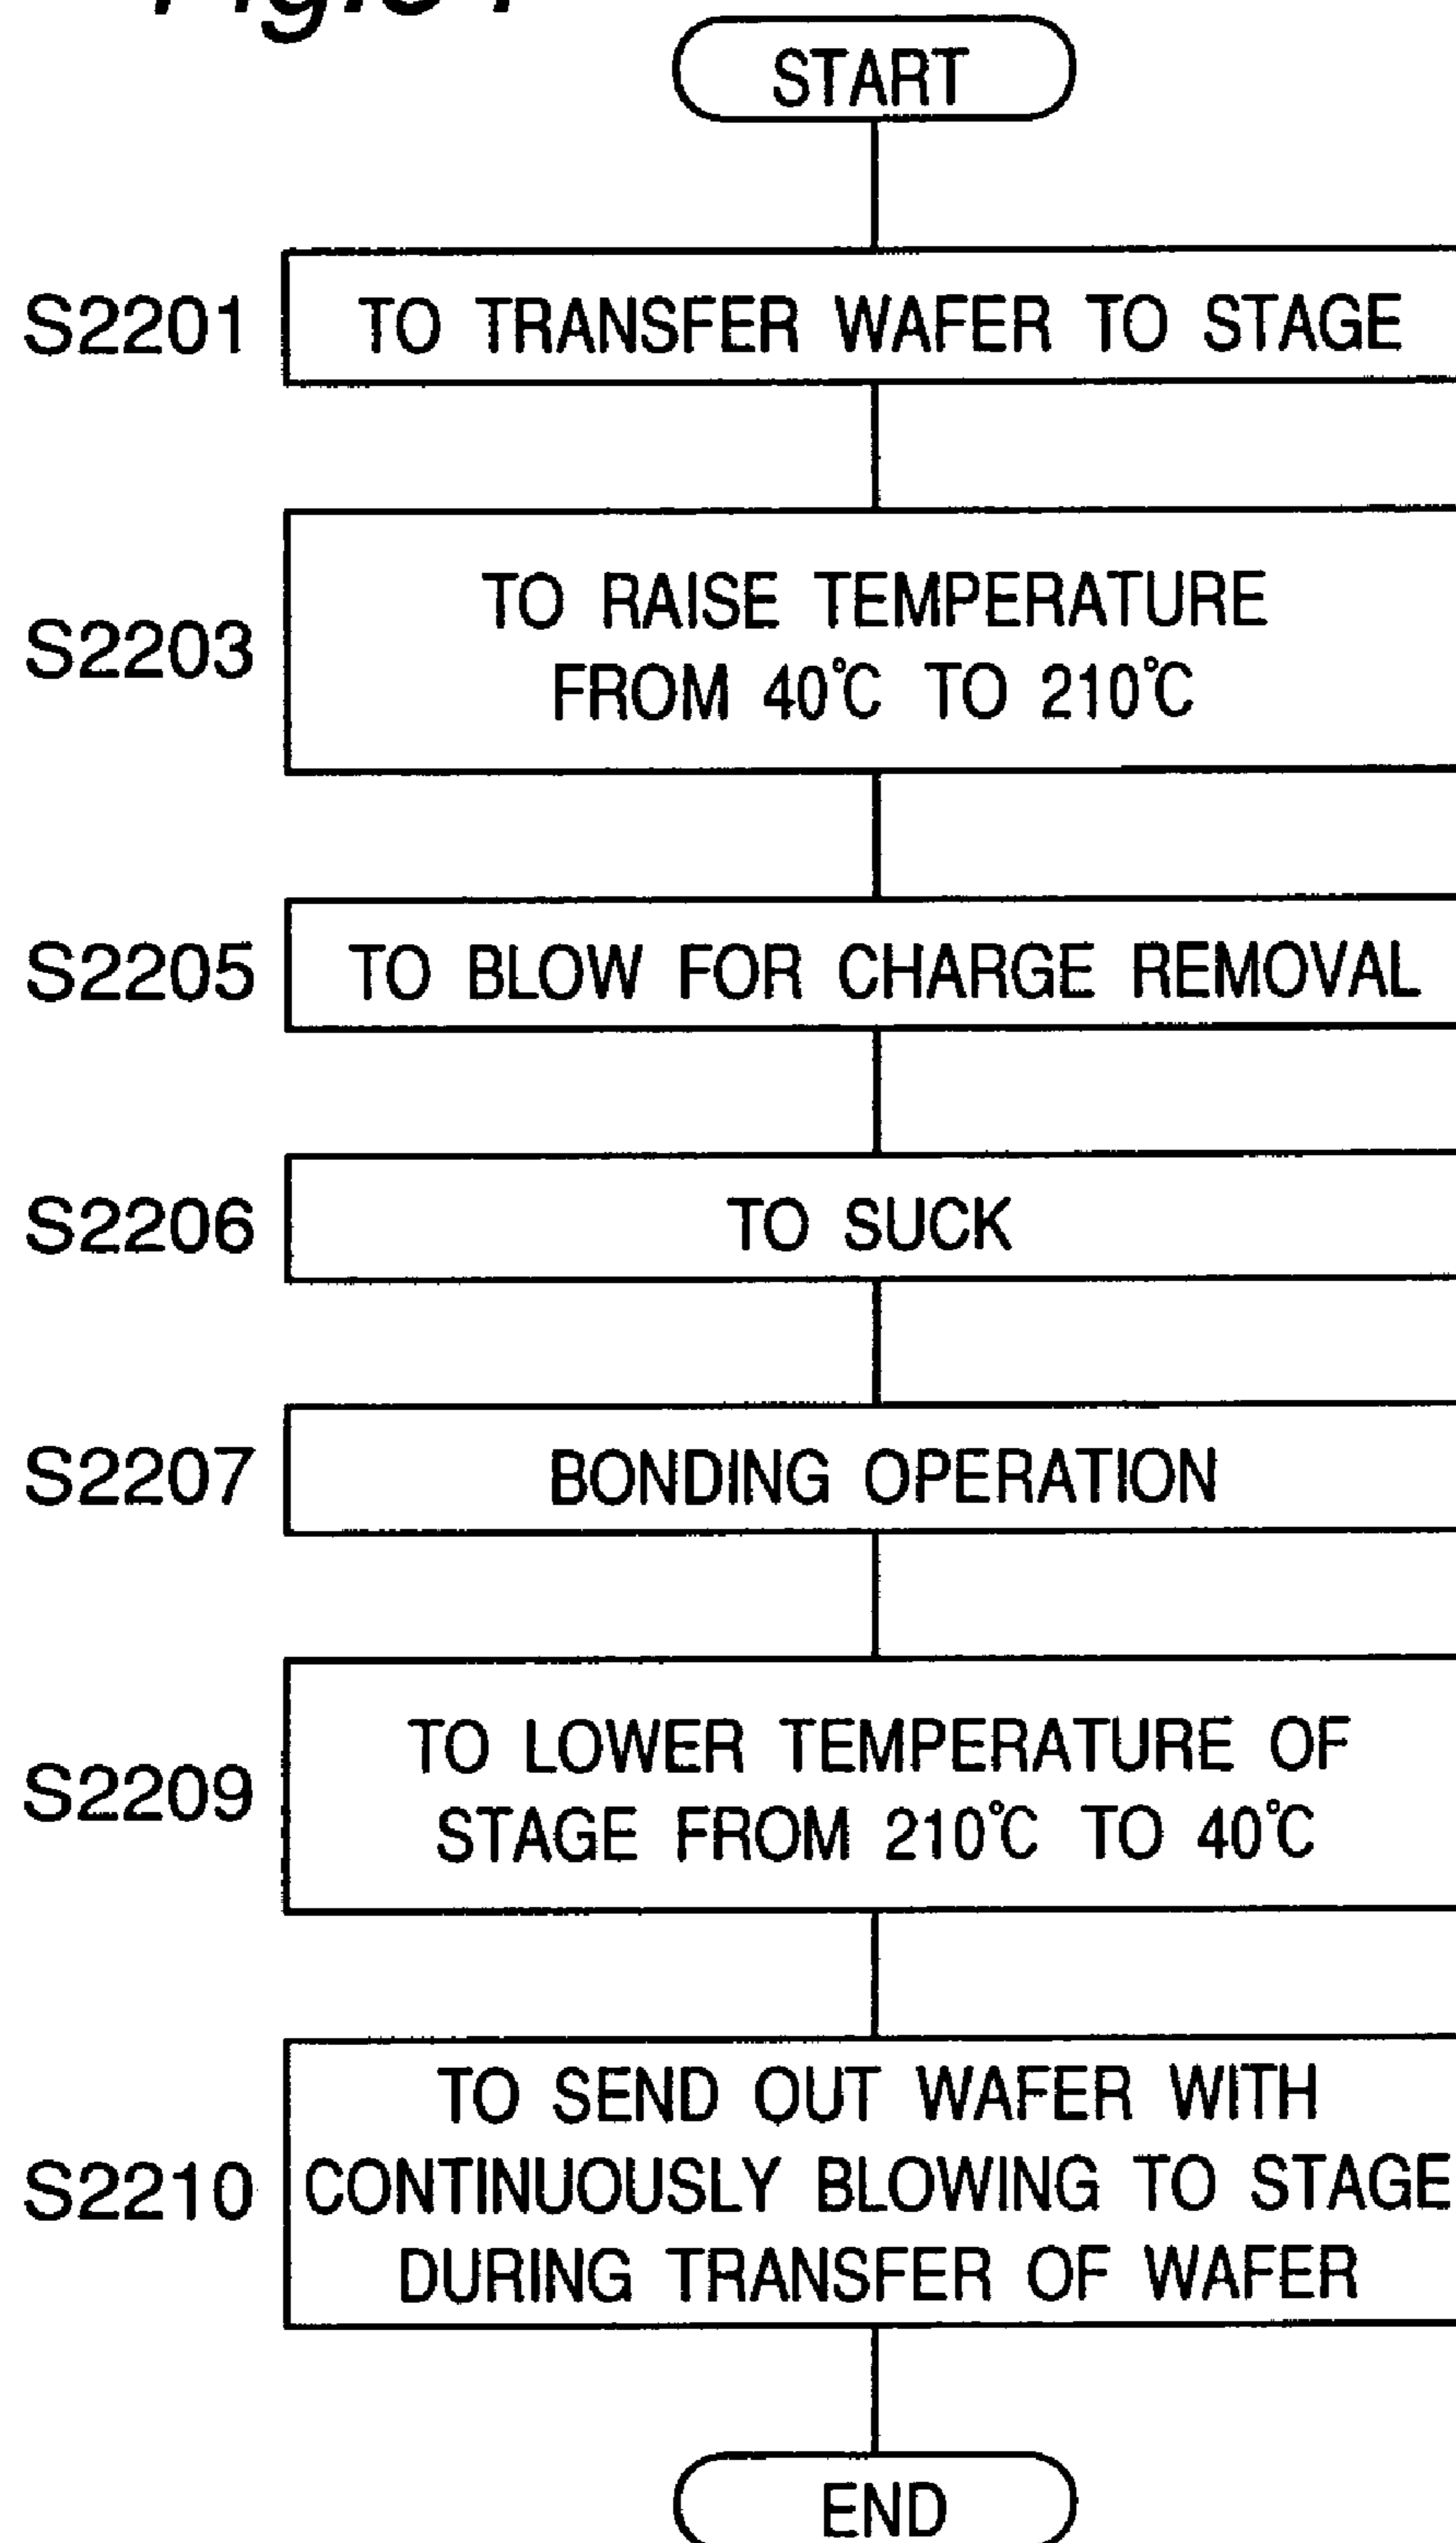 START
S2201 TO TRANSFER WAFER TO STAGE
S2203 TO RAISE TEMPERATURE
FROM 40℃ TO 210℃
S2205 TO BLOW FOR CHARGE REMOVAL
S2206 TO SUCK
S2207 BONDING OPERATION
S2209 TO LOWER TEMPERATURE OF
STAGE FROM 210℃ TO 40℃
S2210 TO SEND OUT WAFER WITH
CONTINUOUSLY BLOWING TO STAGE
DURING TRANSFER OF WAFER
END